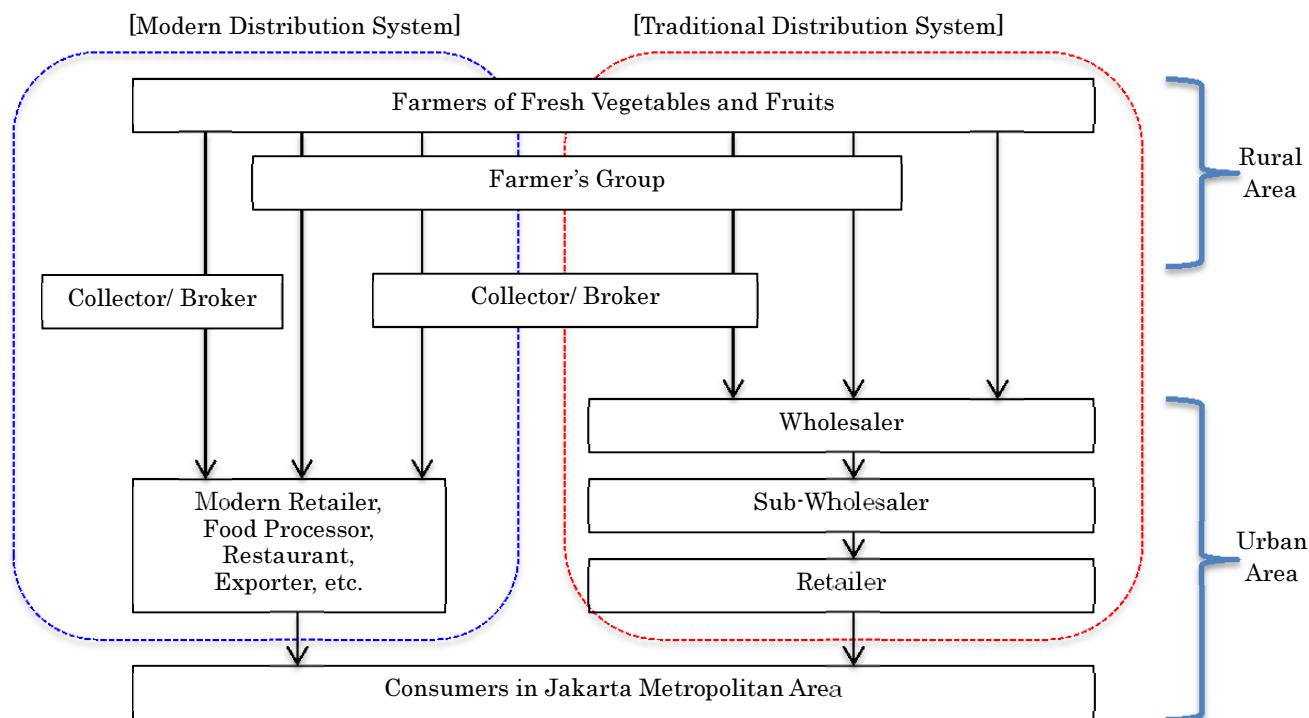 [Modern Distribution System]
[Traditional Distribution System]
Farmers of Fresh Vegetables and Fruits
Farmer's Group
Rural
Area
Collector/ Broker
Collector/ Broker
Wholesaler
Modern Retailer,
Food Processor,
Restaurant,
Exporter, etc.
Sub-Wholesaler
Retailer
Urban
Area
Consumers in Jakarta Metropolitan Area